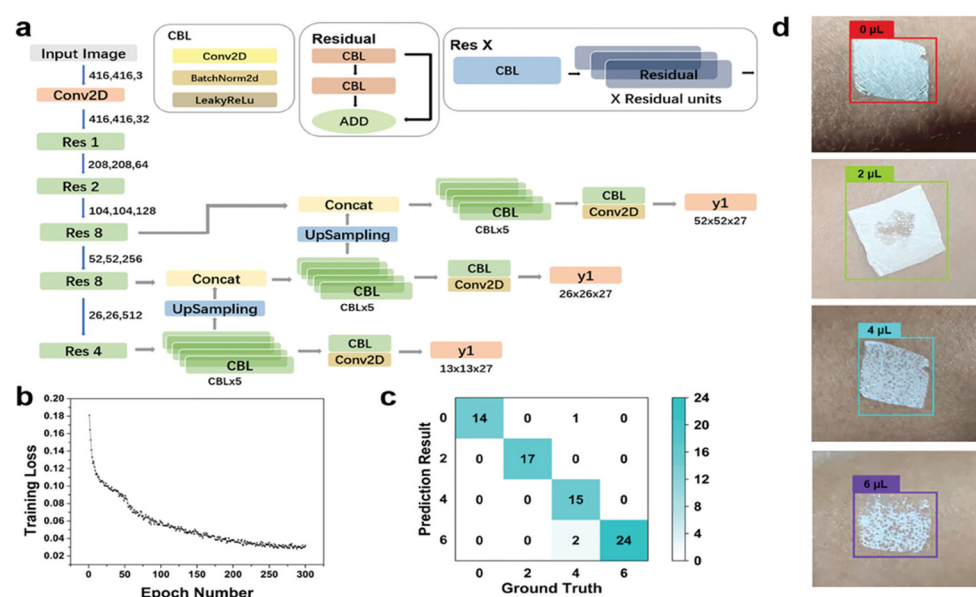 a
Input Image
416,416,3
Conv2D
416,416,32
Res 1
208,208,64
Res 2
104,104,128
Res 8
52,52,256
Res 8
26,26,512
Res 4
CBL
Conv2D
BatchNorm2d
LeakyReLu
Residual
CBL
CBL
ADD
Res X
CBL
Residual
X Residual units
Concat
UpSampling
CBL
CBLx5
CBL
Conv2D
y1
52x52x27
Concat
UpSampling
CBL
CBLx5
CBL
Conv2D
y1
26x26x27
CBL
CBLx5
CBL
Conv2D
y1
13x13x27
b
Training Loss
0.20
0.18
0.16
0.14
0.12
0.10
0.08
0.06
0.04
0.02
0 50 100 150 200 250 300
Epoch Number
c
Prediction Result
0 14 0 1 0
2 0 17 0 0
4 0 0 15 0
6 0 0 2 24
0 2 4 6
Ground Truth
24
20
16
12
8
4
0
d
0 µL
2 µL
4 µL
6 µL